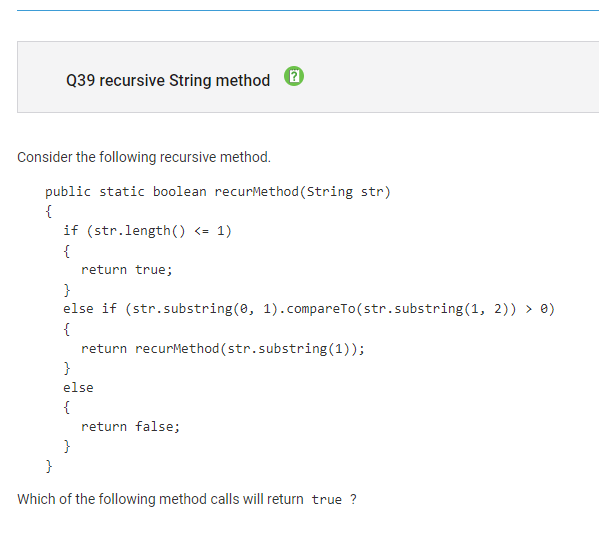 Q39 recursive String method
Consider the following recursive method.
public static boolean recurMethod(String str)
{
if (str.length() <= 1)
{
return true;
}
else if (str.substring(0, 1).compareTo(str.substring(1, 2)) > 0)
{
return recurMethod(str.substring(1));
}
else
{
return false;
}
}
Which of the following method calls will return true ?